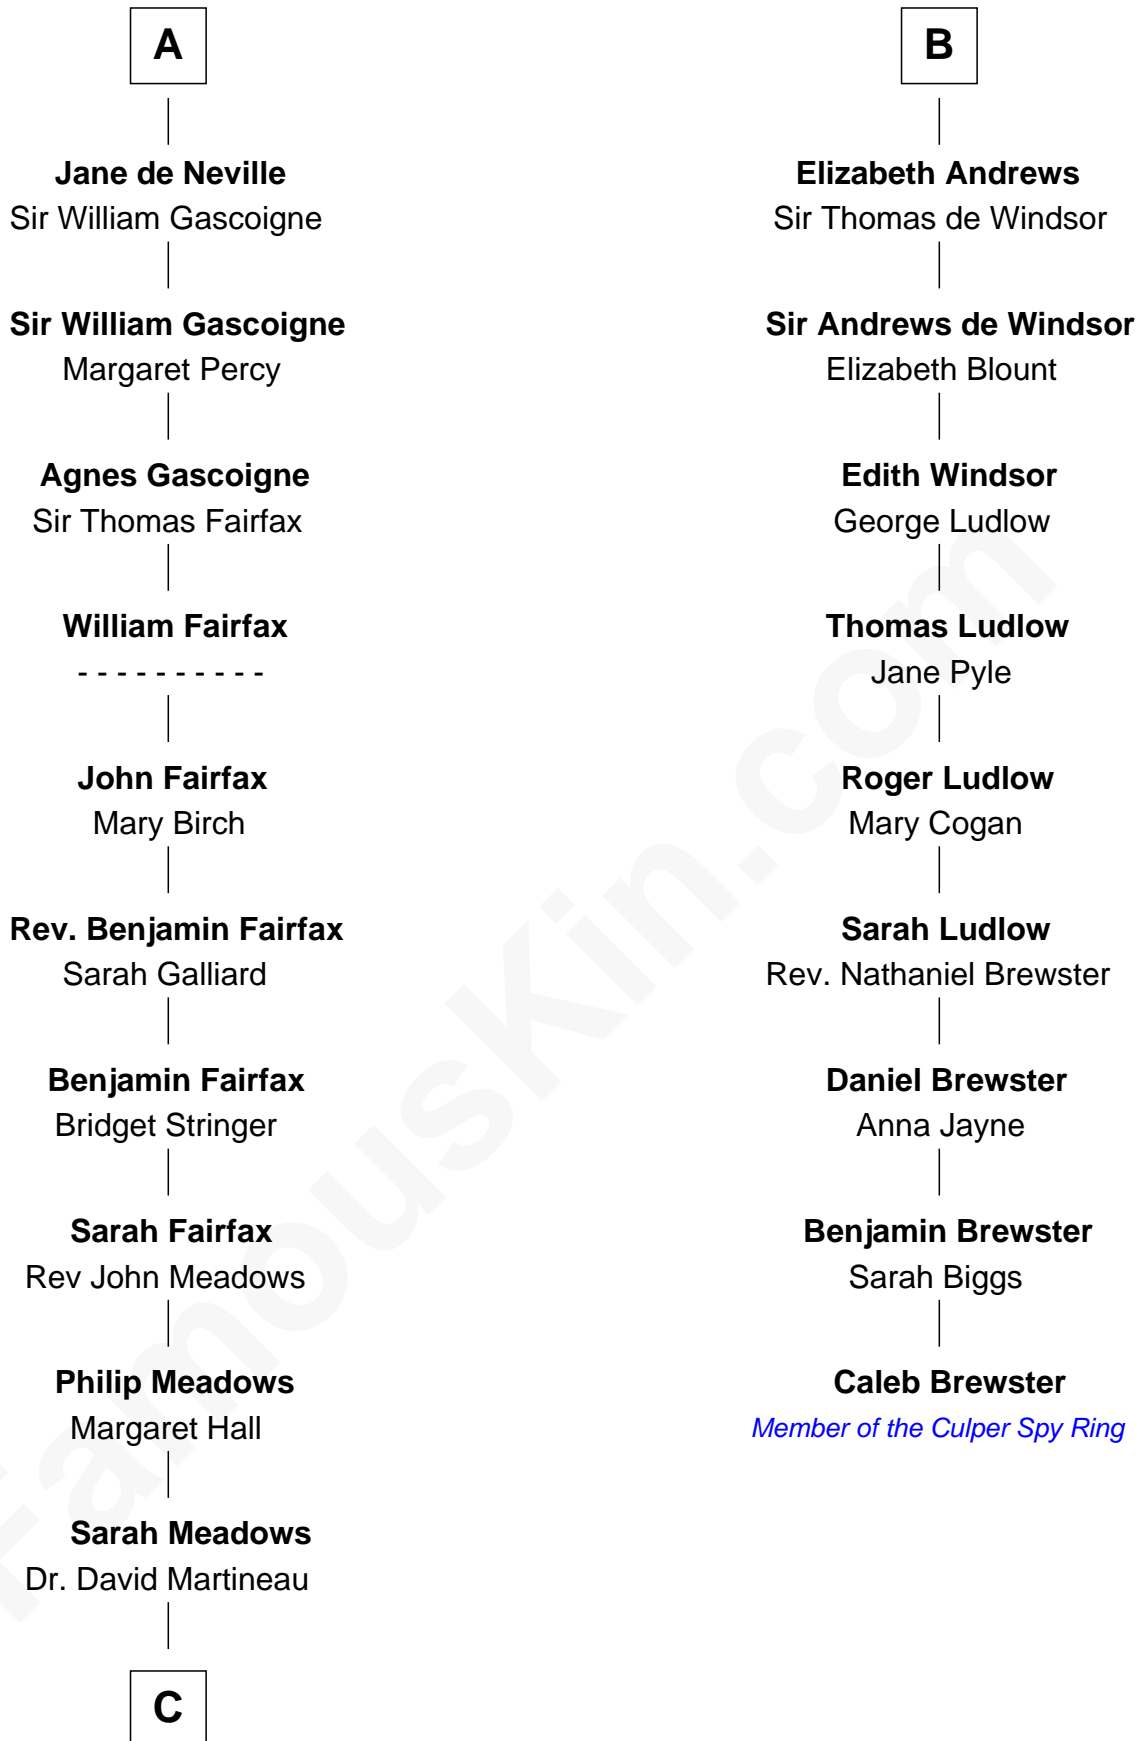 A
Jane de Neville
Sir William Gascoigne
Sir William Gascoigne
Margaret Percy
Agnes Gascoigne
Sir Thomas Fairfax
William Fairfax
- - - - - - - - - -
John Fairfax
Mary Birch
Rev. Benjamin Fairfax
Sarah Galliard
Benjamin Fairfax
Bridget Stringer
Sarah Fairfax
Rev John Meadows
Philip Meadows
Margaret Hall
Sarah Meadows
Dr. David Martineau
C
B
Elizabeth Andrews
Sir Thomas de Windsor
Sir Andrews de Windsor
Elizabeth Blount
Edith Windsor
George Ludlow
Thomas Ludlow
Jane Pyle
Roger Ludlow
Mary Cogan
Sarah Ludlow
Rev. Nathaniel Brewster
Daniel Brewster
Anna Jayne
Benjamin Brewster
Sarah Biggs
Caleb Brewster
Member of the Culper Spy Ring
FamousKin.com